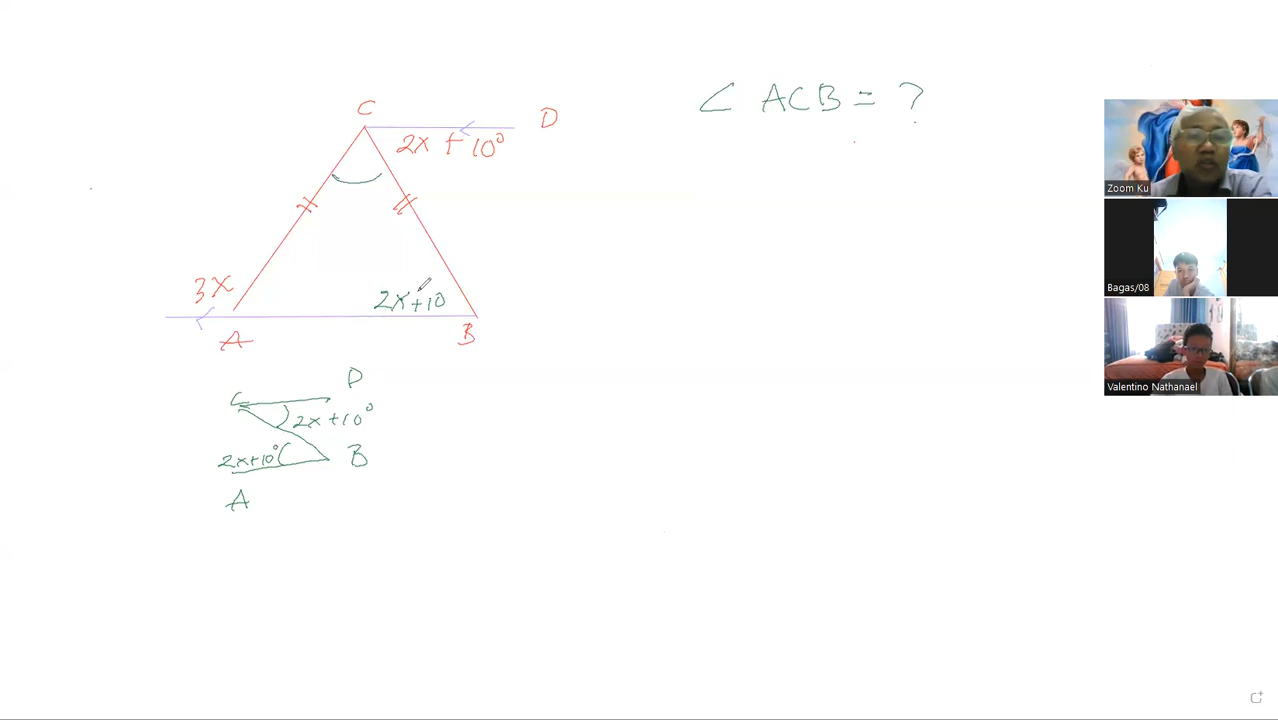 ∠ ACB = ?
C
D
2x + 10°
3x
2x+10
A
B
C
D
2x+10°
2x+10°
B
A
Zoom Ku
Bagas/08
Valentino Nathanael